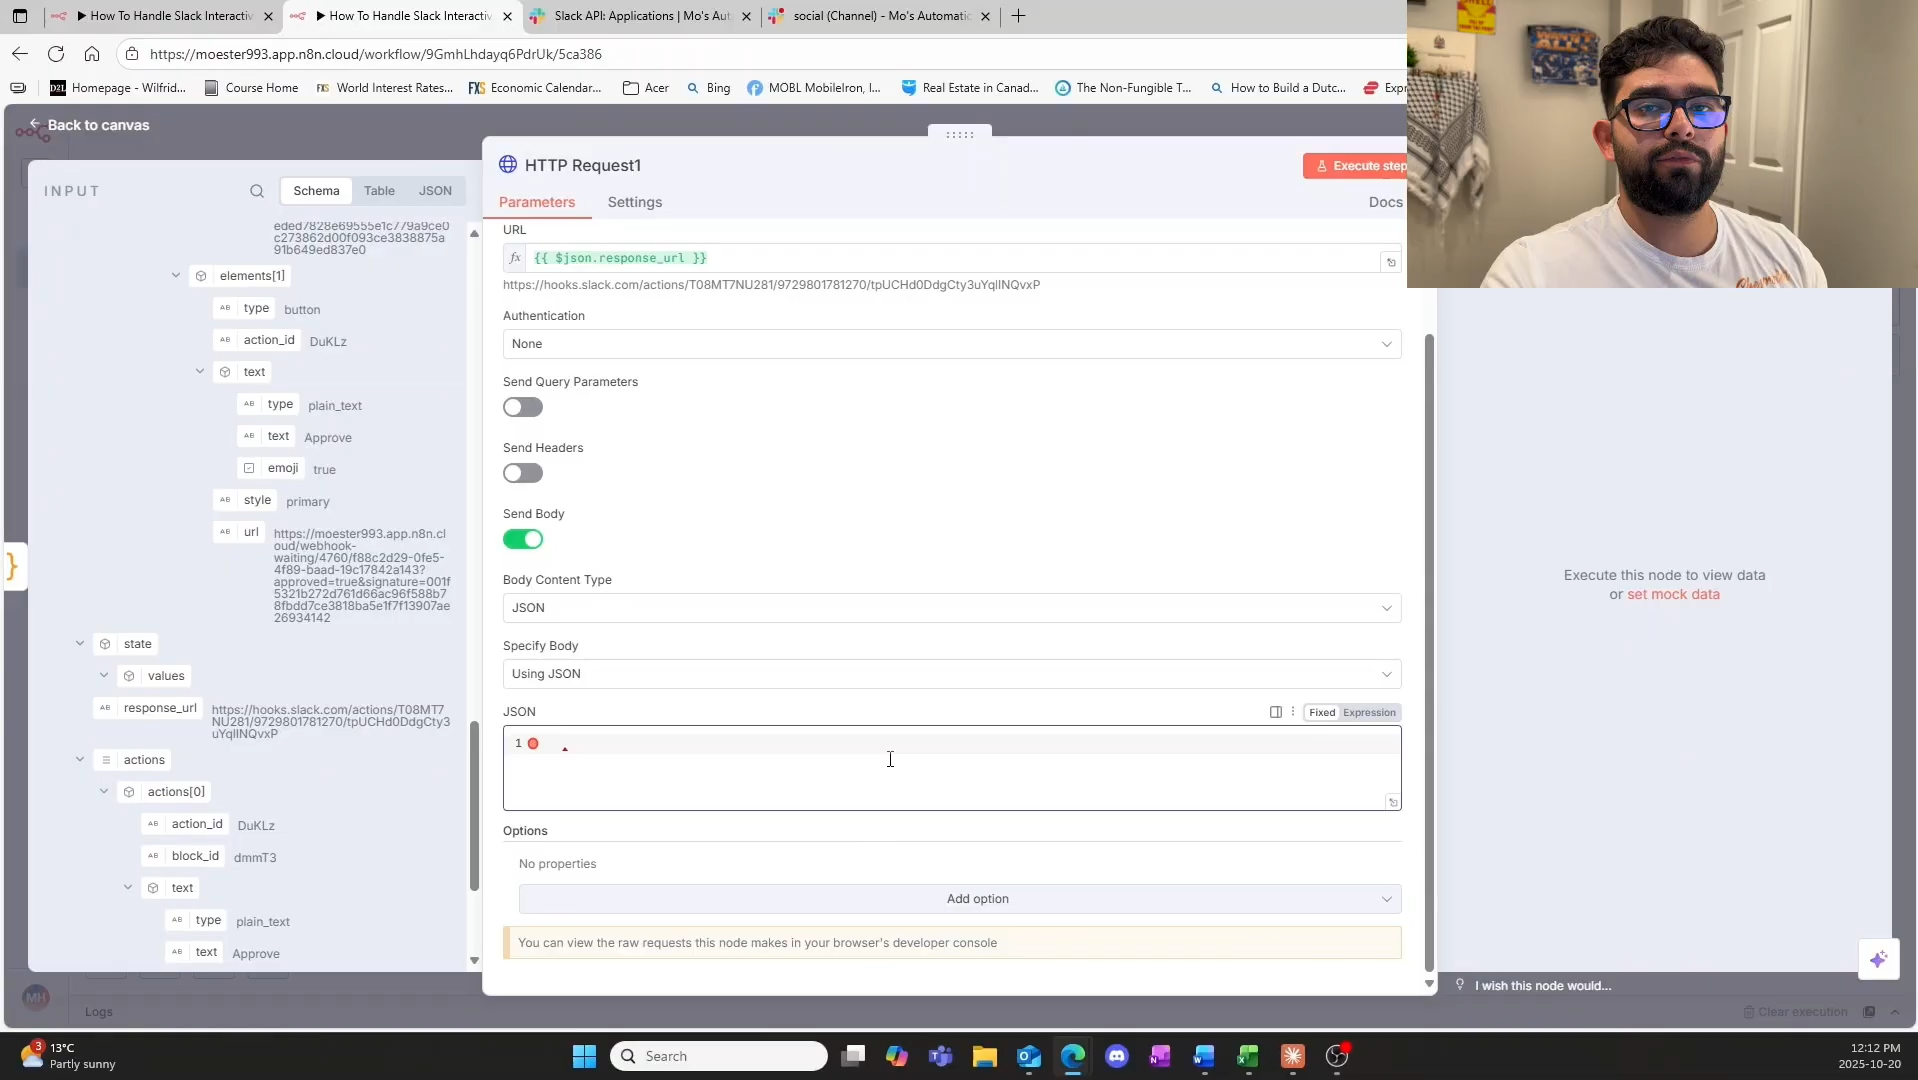 ▶ How To Handle Slack Interactiv
▶ How To Handle Slack Interactiv
Slack API: Applications | Mo's Aut
social (Channel) - Mo's Automatic
https://moester993.app.n8n.cloud/workflow/9GmhLhdayq6PdrUk/5ca386
Homepage - Wilfrid...
Course Home
World Interest Rates...
Economic Calendar...
Acer
Bing
MOBL MobileIron, I...
Real Estate in Canad...
The Non-Fungible T...
How to Build a Dutc...
Expr
Back to canvas
INPUT
Schema
Table
JSON
eded7828e69555e1c779a9ce0
c273862d00f093ce3838875a
91b649ed837e0
elements[1]
type button
action_id DuKLz
text
type plain_text
text Approve
emoji true
style primary
url https://moester993.app.n8n.cl
oud/webhook-
waiting/4760/f88c2d29-0fe5-
4f89-baad-19c17842a143?
approved=true&signature=001f
5321b272d761d66ac96f588b7
8fbdd7ce3818ba5e1f7f13907ae
26934142
state
values
response_url https://hooks.slack.com/actions/T08MT7
NU281/9729801781270/tpUCHd0DdgCty3
uYqlINQvxP
actions
actions[0]
action_id DuKLz
block_id dmmT3
text
type plain_text
text Approve
HTTP Request1
Execute step
Parameters
Settings
Docs
URL
fx {{ $json.response_url }}
https://hooks.slack.com/actions/T08MT7NU281/9729801781270/tpUCHd0DdgCty3uYqlINQvxP
Authentication
None
Send Query Parameters
Send Headers
Send Body
Body Content Type
JSON
Specify Body
Using JSON
JSON
Fixed Expression
1
Options
No properties
Add option
You can view the raw requests this node makes in your browser's developer console
Execute this node to view data
or set mock data
I wish this node would...
MH
Logs
Clear execution
3
13°C
Partly sunny
Search
12:12 PM
2025-10-20